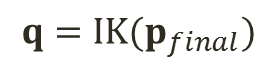 q = IK(p_final)